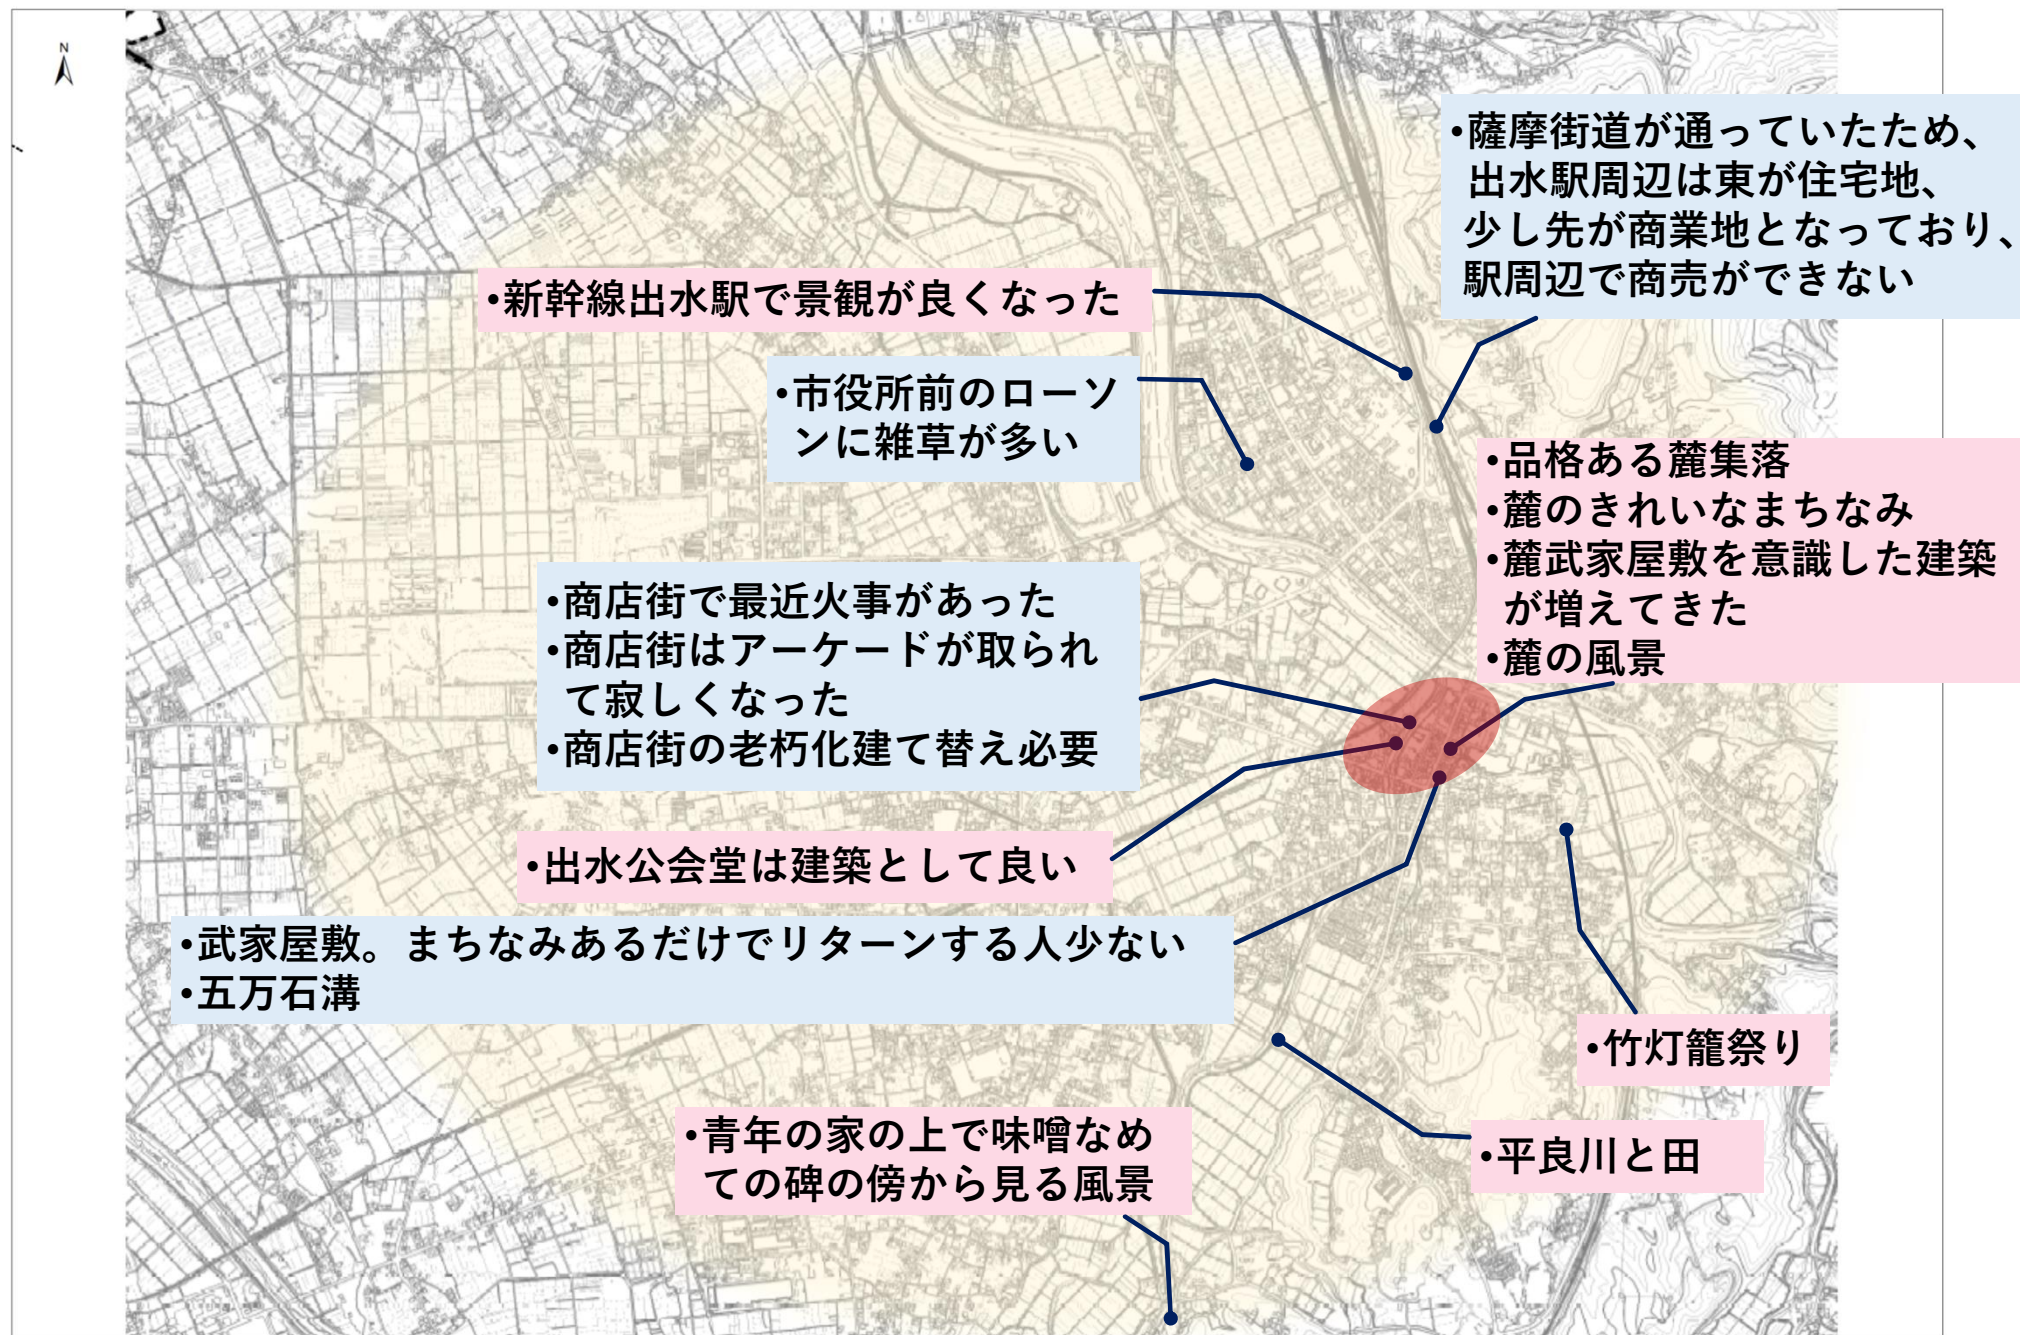 N
•薩摩街道が通っていたため、
出水駅周辺は東が住宅地、
少し先が商業地となっており、
駅周辺で商売ができない
•新幹線出水駅で景観が良くなった
•市役所前のローソ
ンに雑草が多い
•品格ある麓集落
•麓のきれいなまちなみ
•麓武家屋敷を意識した建築
が増えてきた
•麓の風景
•商店街で最近火事があった
•商店街はアーケードが取られ
て寂しくなった
•商店街の老朽化建て替え必要
•出水公会堂は建築として良い
•武家屋敷。まちなみあるだけでリターンする人少ない
•五万石溝
•竹灯籠祭り
•平良川と田
•青年の家の上で味噌なめ
ての碑の傍から見る風景